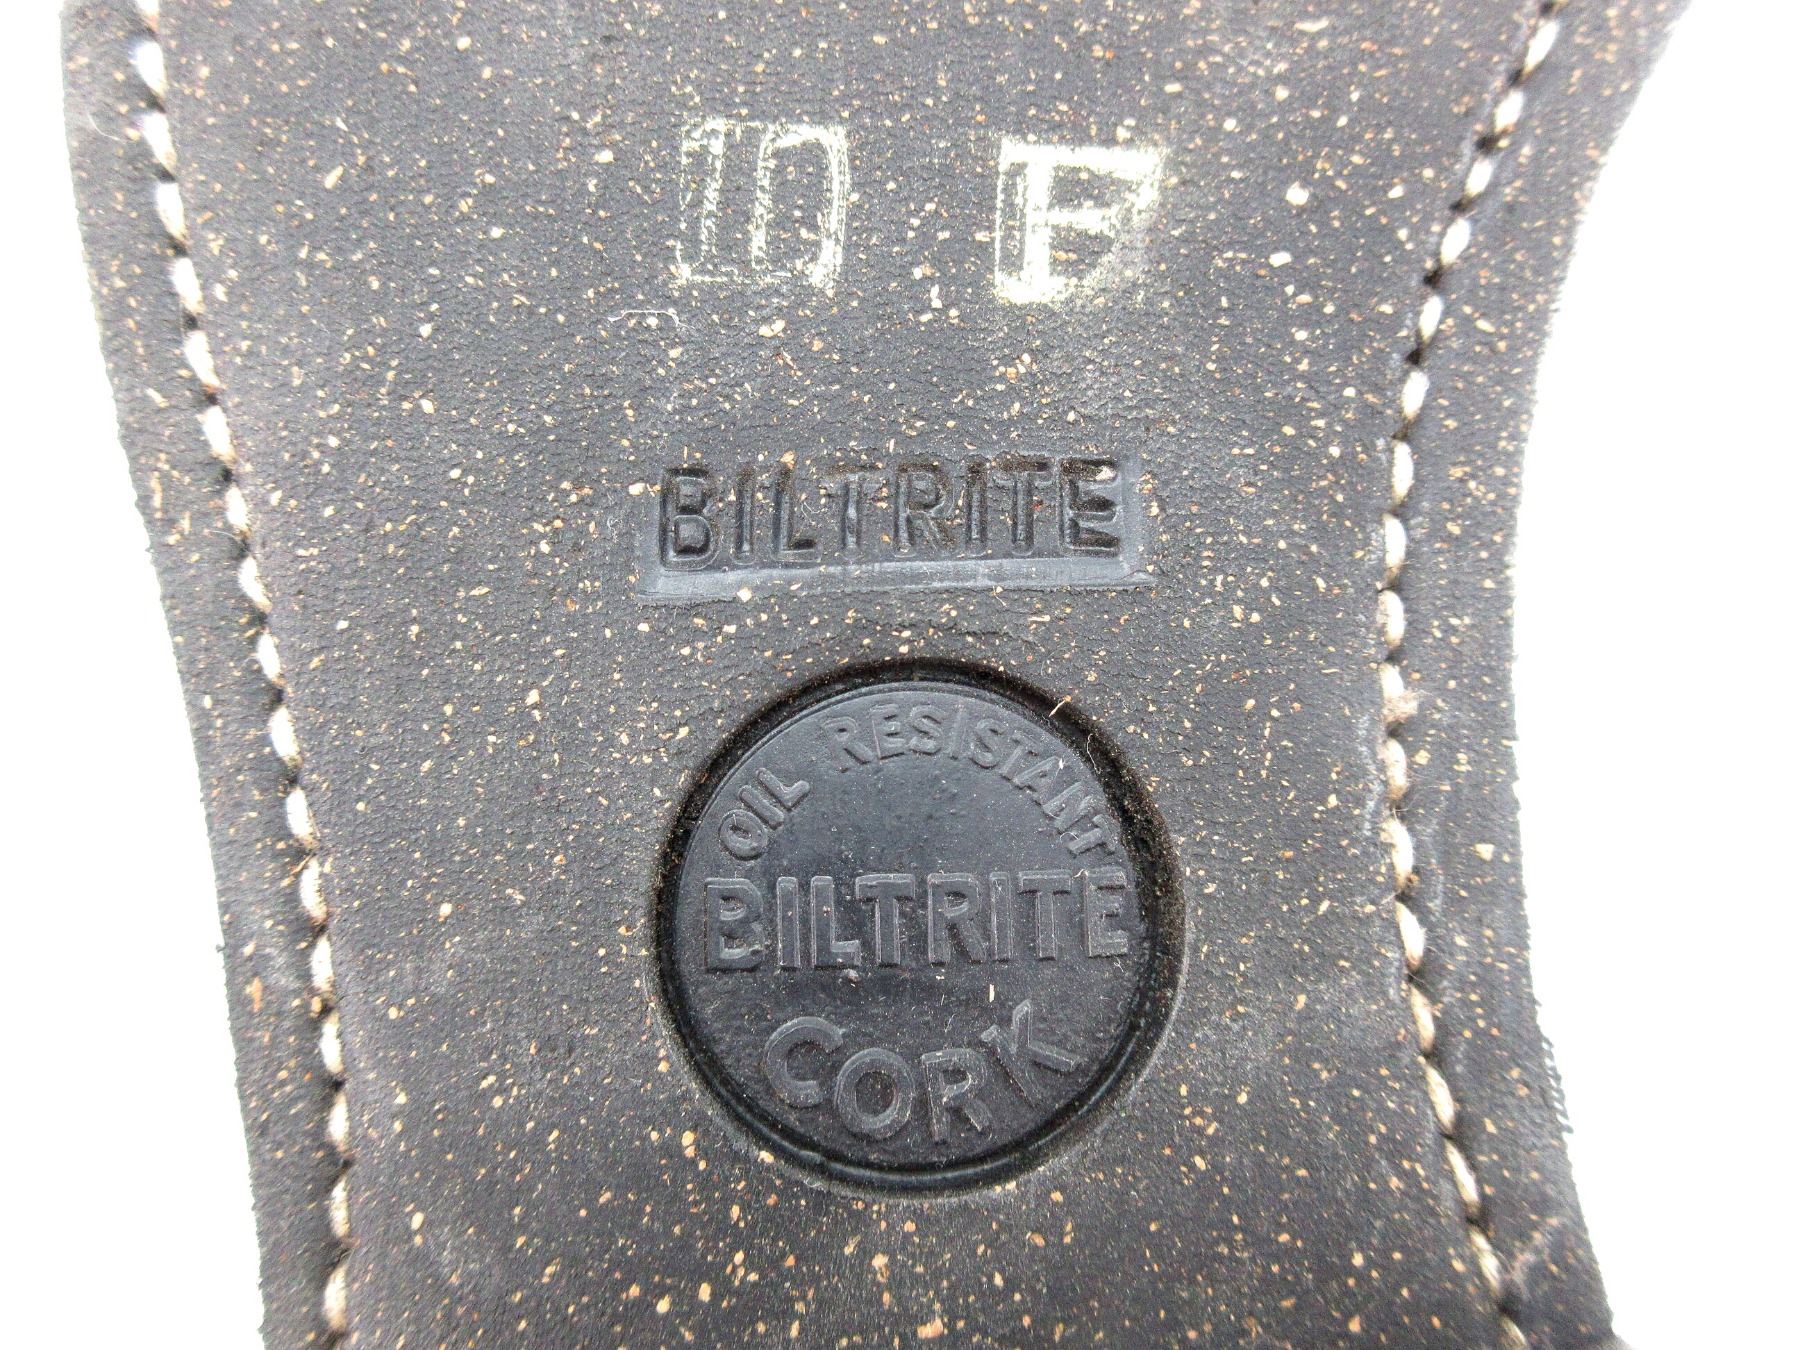 10 F
BILTRITE
OIL RESISTANT
BILTRITE
CORK